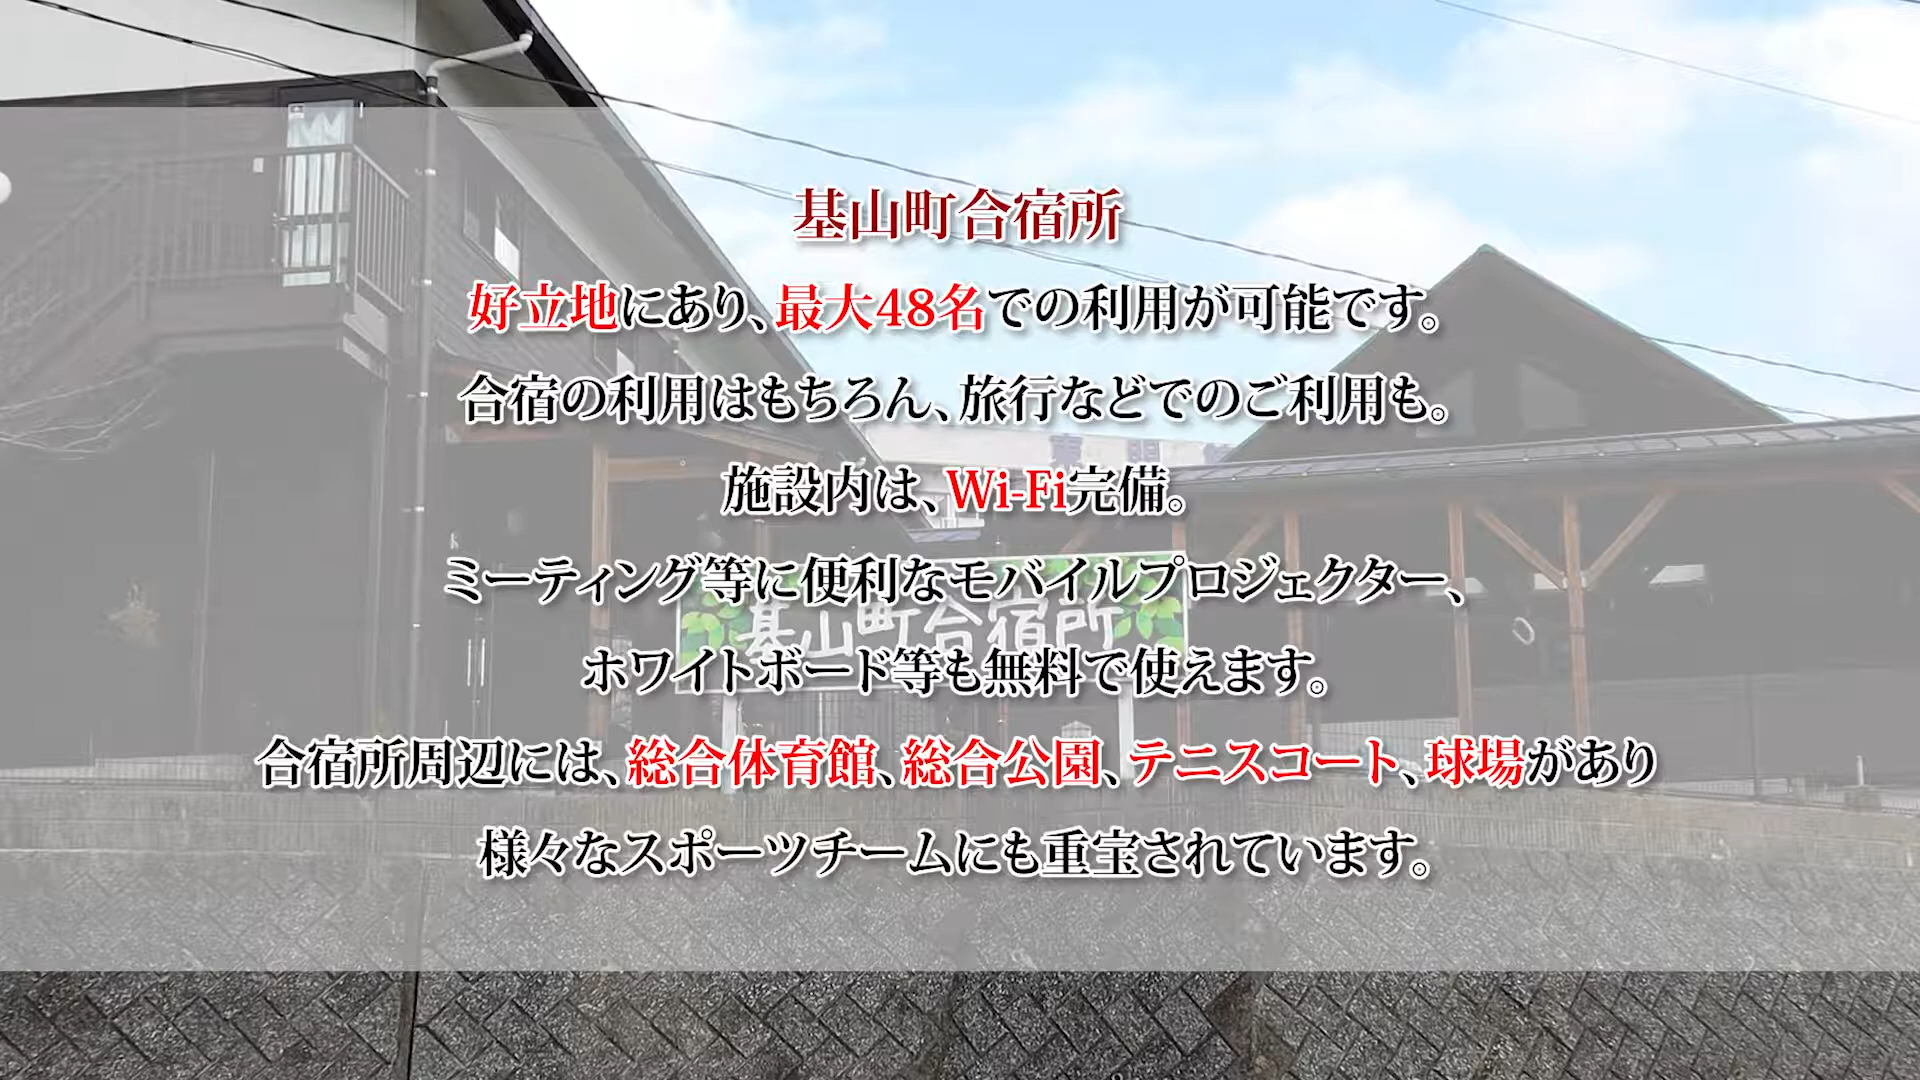 基山町合宿所
好立地にあり、最大48名での利用が可能です。
合宿の利用はもちろん、旅行などでのご利用も。
施設内は、Wi-Fi完備。
ミーティング等に便利なモバイルプロジェクター、
基山町合宿所
ホワイトボード等も無料で使えます。
合宿所周辺には、総合体育館、総合公園、テニスコート、球場があり
様々なスポーツチームにも重宝されています。